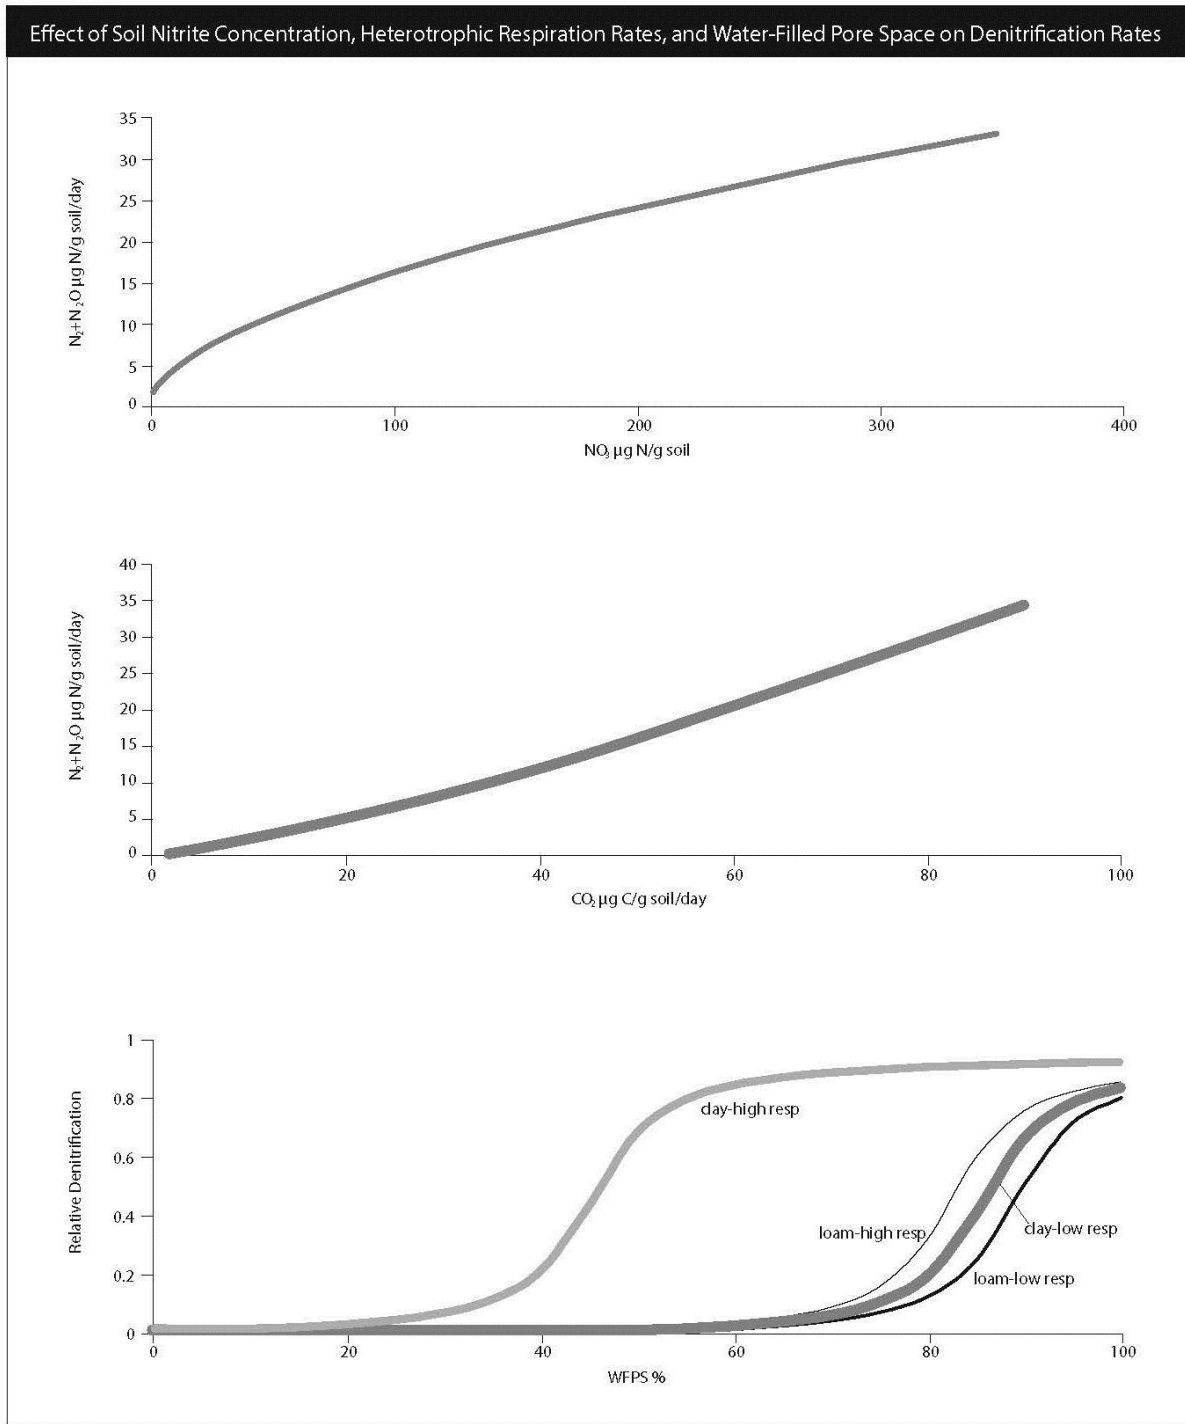 Effect of Soil Nitrite Concentration, Heterotrophic Respiration Rates, and Water-Filled Pore Space on Denitrification Rates
35
30
25
20
15
10
5
0
N₂+N₂O µg N/g soil/day
0 100 200 300 400
NO₃ µg N/g soil
40
35
30
25
20
15
10
5
0
N₂+N₂O µg N/g soil/day
0 20 40 60 80 100
CO₂ µg C/g soil/day
1
0.8
0.6
0.4
0.2
0
Relative Denitrification
clay-high resp
loam-high resp
clay-low resp
loam-low resp
0 20 40 60 80 100
WFPS %